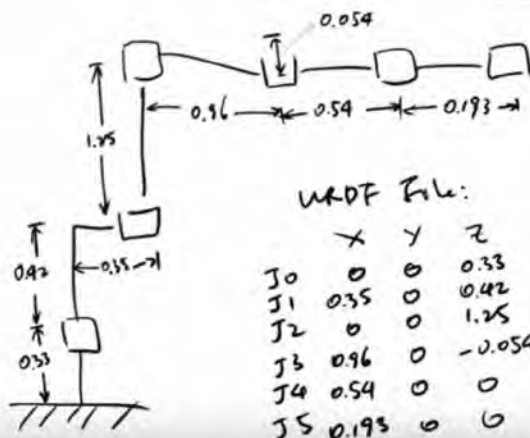 0.054
1.25
0.96 0.54 0.193
0.42
0.35
0.33
URDF File:
X Y Z
J0 0 0 0.33
J1 0.35 0 0.42
J2 0 0 1.25
J3 0.96 0 -0.054
J4 0.54 0 0
J5 0.193 0 0